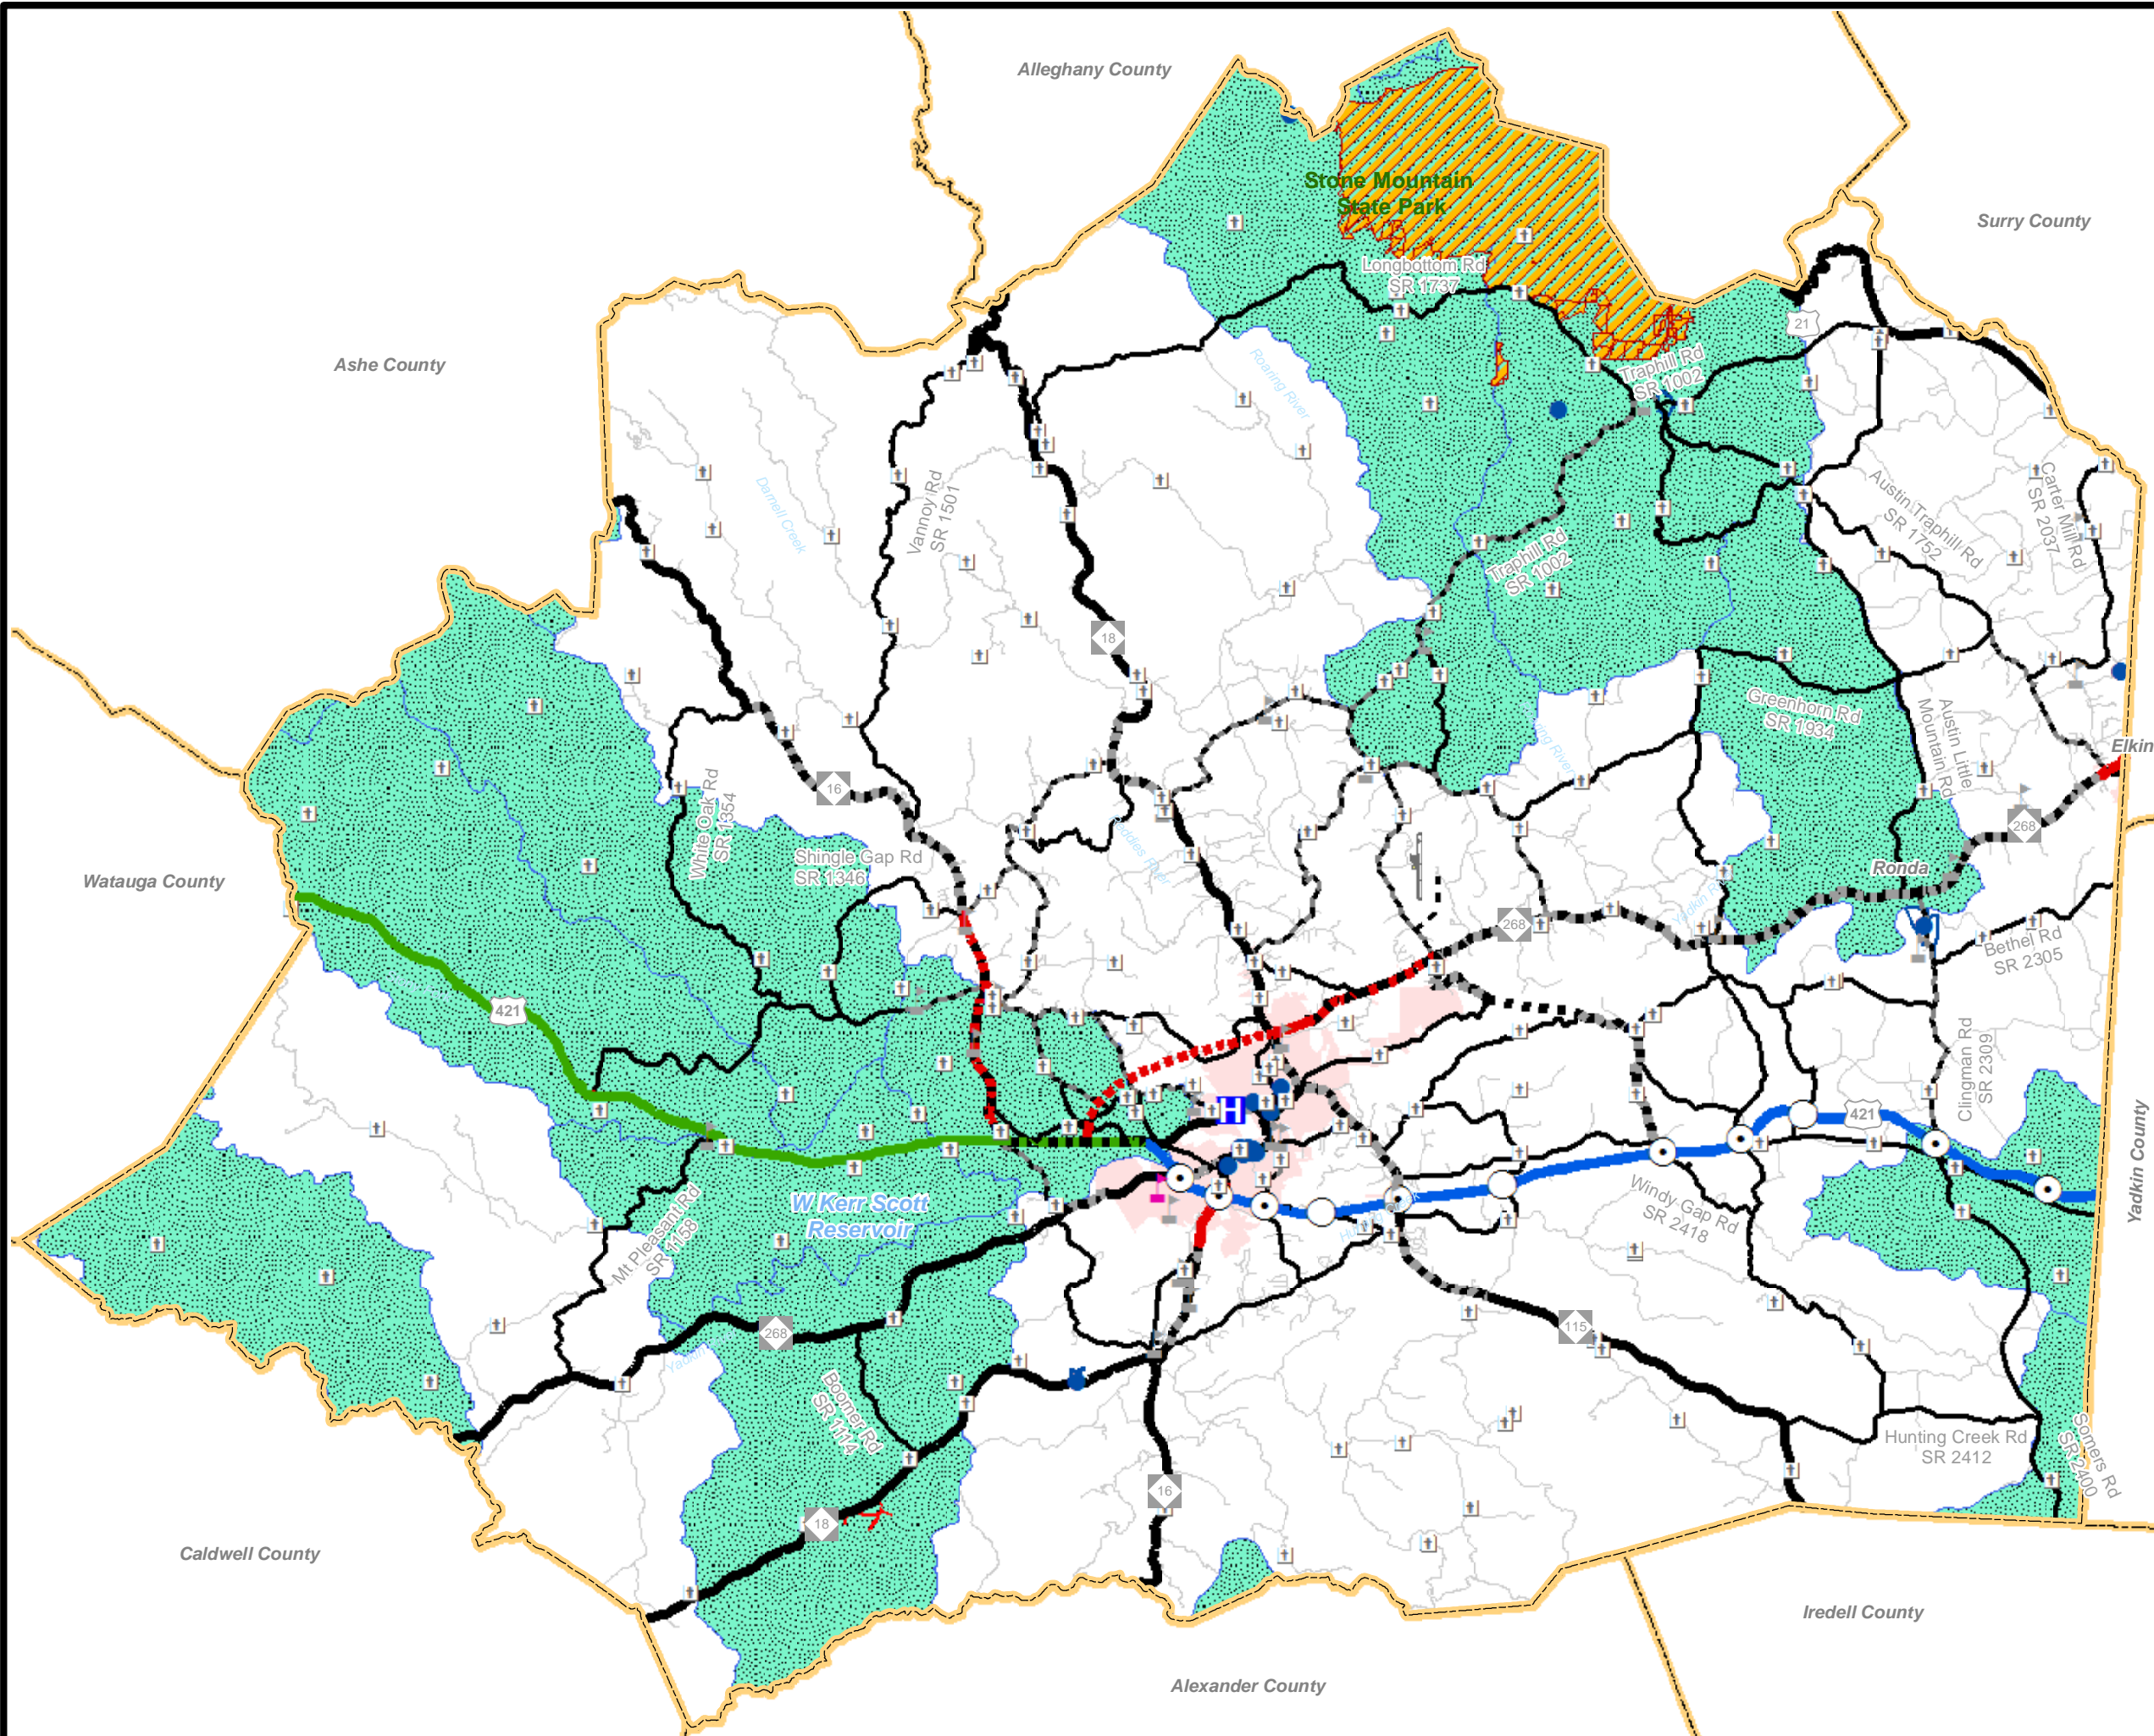 Alleghany County
Stone Mountain
State Park
Surry County
Longbottom Rd
SR 1737
21
Ashe County
Roaring River
Traphill Rd
SR 1002
Darnell Creek
Vannoy Rd
SR 1501
Austin Traphill Rd
SR 1752
Carter Mill Rd
SR 2037
Traphill Rd
SR 1002
18
Greenhorn Rd
SR 1934
Austin Little
Mountain Rd
Elkin
16
White Oak Rd
SR 1354
268
Shingle Gap Rd
SR 1346
Ronda
Watauga County
268
Bethel Rd
SR 2305
421
Clingman Rd
SR 2309
H
421
Yadkin County
W Kerr Scott
Reservoir
Mt Pleasant Rd
SR 1158
Windy Gap Rd
SR 2418
268
115
Boomer Rd
SR 1114
Hunting Creek Rd
SR 2412
Somers Rd
SR 2400
16
18
Caldwell County
Iredell County
Alexander County